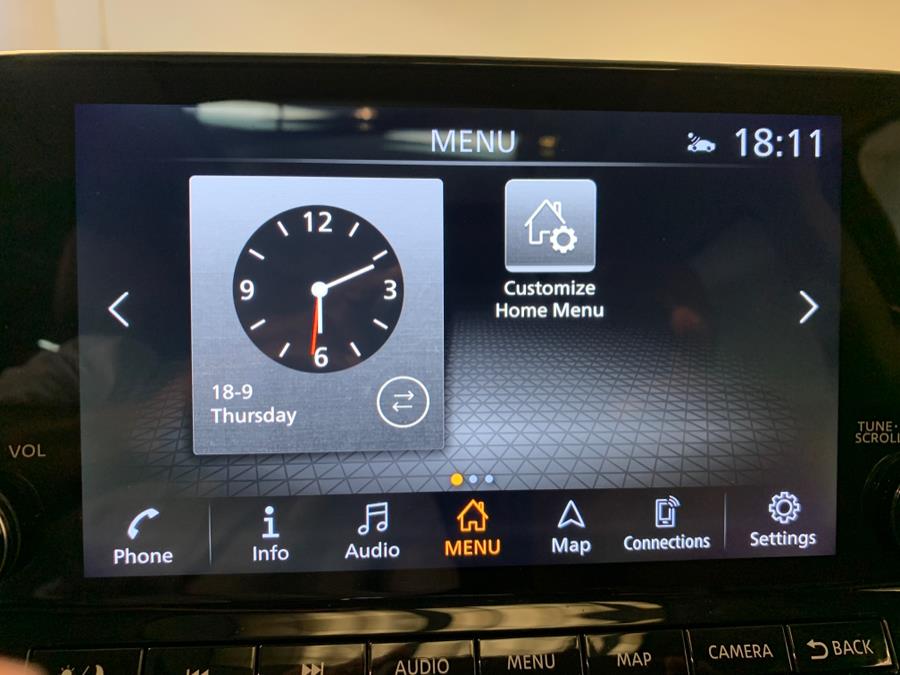 MENU
18:11
12
9
3
6
18-9
Thursday
Customize
Home Menu
VOL
TUNE·
SCROLL
Phone
Info
Audio
MENU
Map
Connections
Settings
AUDIO
MENU
MAP
CAMERA
BACK